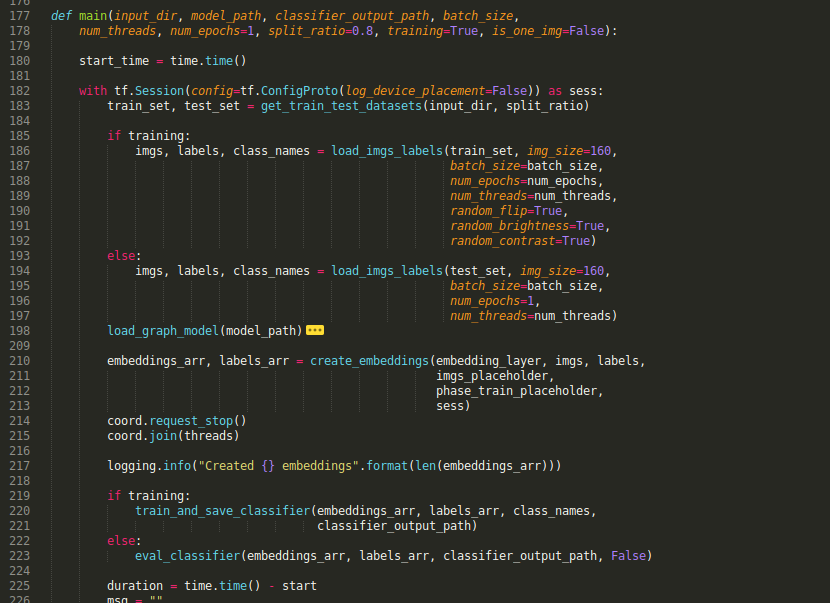 176
177 def main(input_dir, model_path, classifier_output_path, batch_size,
178 num_threads, num_epochs=1, split_ratio=0.8, training=True, is_one_img=False):
179
180 start_time = time.time()
181
182 with tf.Session(config=tf.ConfigProto(log_device_placement=False)) as sess:
183 train_set, test_set = get_train_test_datasets(input_dir, split_ratio)
184
185 if training:
186 imgs, labels, class_names = load_imgs_labels(train_set, img_size=160,
187 batch_size=batch_size,
188 num_epochs=num_epochs,
189 num_threads=num_threads,
190 random_flip=True,
191 random_brightness=True,
192 random_contrast=True)
193 else:
194 imgs, labels, class_names = load_imgs_labels(test_set, img_size=160,
195 batch_size=batch_size,
196 num_epochs=1,
197 num_threads=num_threads)
198 load_graph_model(model_path)
209
210 embeddings_arr, labels_arr = create_embeddings(embedding_layer, imgs, labels,
211 imgs_placeholder,
212 phase_train_placeholder,
213 sess)
214 coord.request_stop()
215 coord.join(threads)
216
217 logging.info("Created {} embeddings".format(len(embeddings_arr)))
218
219 if training:
220 train_and_save_classifier(embeddings_arr, labels_arr, class_names,
221 classifier_output_path)
222 else:
223 eval_classifier(embeddings_arr, labels_arr, classifier_output_path, False)
224
225 duration = time.time() - start
226 msg = ""